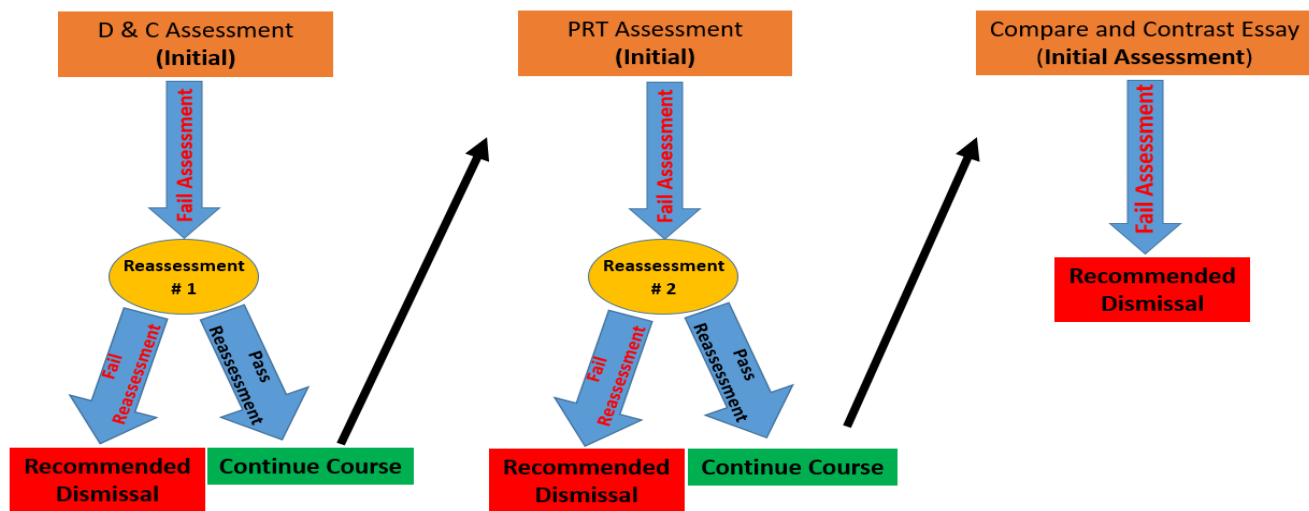 D & C Assessment
(Initial)
Fail Assessment
Reassessment
# 1
Fail
Reassessment
Pass
Reassessment
Recommended
Dismissal
Continue Course
PRT Assessment
(Initial)
Fail Assessment
Reassessment
# 2
Fail
Reassessment
Pass
Reassessment
Recommended
Dismissal
Continue Course
Compare and Contrast Essay
(Initial Assessment)
Fail Assessment
Recommended
Dismissal